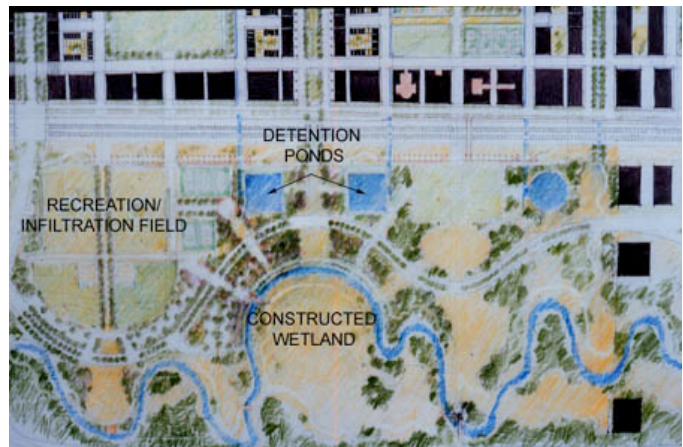 DETENTION
PONDS
RECREATION/
INFILTRATION FIELD
CONSTRUCTED
WETLAND